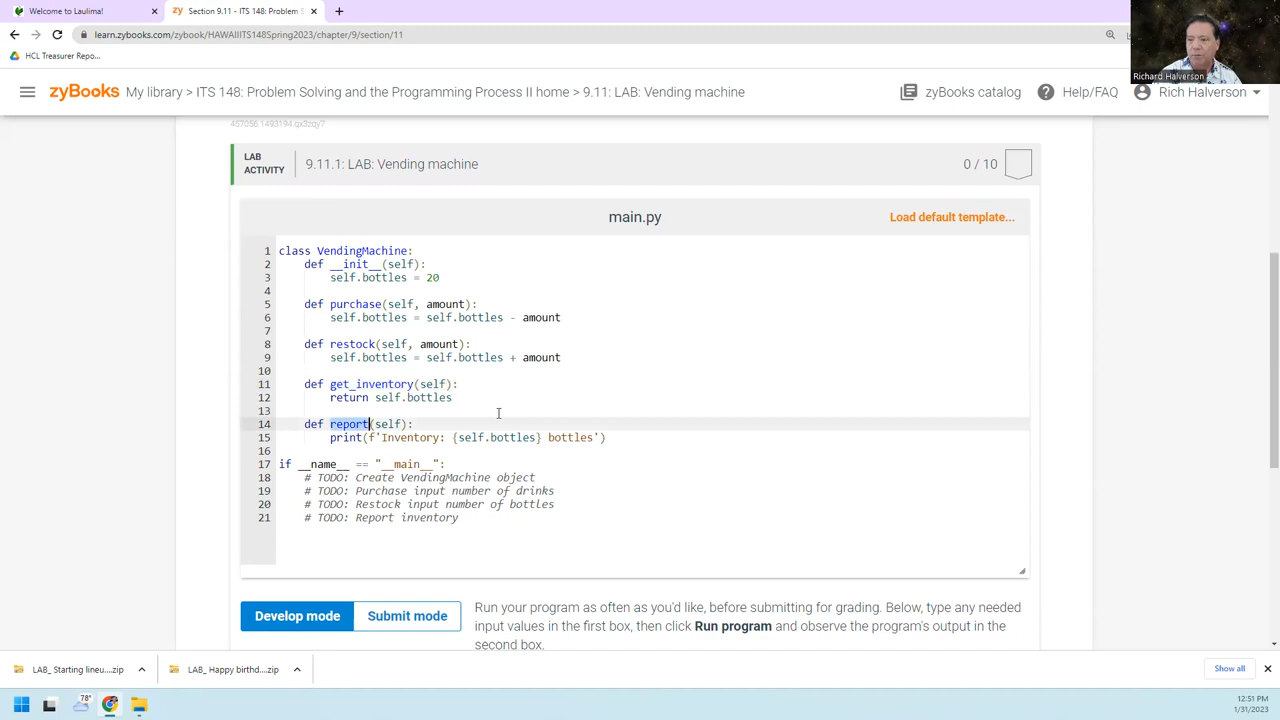 Welcome to Laulima!
Section 9.11 - ITS 148: Problem S
learn.zybooks.com/zybook/HAWAIIITS148Spring2023/chapter/9/section/11
HCL Treasurer Repo...
Richard Halverson
zyBooks My library > ITS 148: Problem Solving and the Programming Process II home > 9.11: LAB: Vending machine
zyBooks catalog
Help/FAQ
Rich Halverson
457056.1493194.qx3zqy7
LAB
ACTIVITY
9.11.1: LAB: Vending machine
0 / 10
main.py
Load default template...
1 class VendingMachine:
2 def __init__(self):
3 self.bottles = 20
4
5 def purchase(self, amount):
6 self.bottles = self.bottles - amount
7
8 def restock(self, amount):
9 self.bottles = self.bottles + amount
10
11 def get_inventory(self):
12 return self.bottles
13
14 def report(self):
15 print(f'Inventory: {self.bottles} bottles')
16
17 if __name__ == "__main__":
18 # TODO: Create VendingMachine object
19 # TODO: Purchase input number of drinks
20 # TODO: Restock input number of bottles
21 # TODO: Report inventory
Develop mode
Submit mode
Run your program as often as you'd like, before submitting for grading. Below, type any needed
input values in the first box, then click Run program and observe the program's output in the
second box.
LAB_ Starting lineu....zip
LAB_ Happy birthd....zip
Show all
78°
12:51 PM
1/31/2023